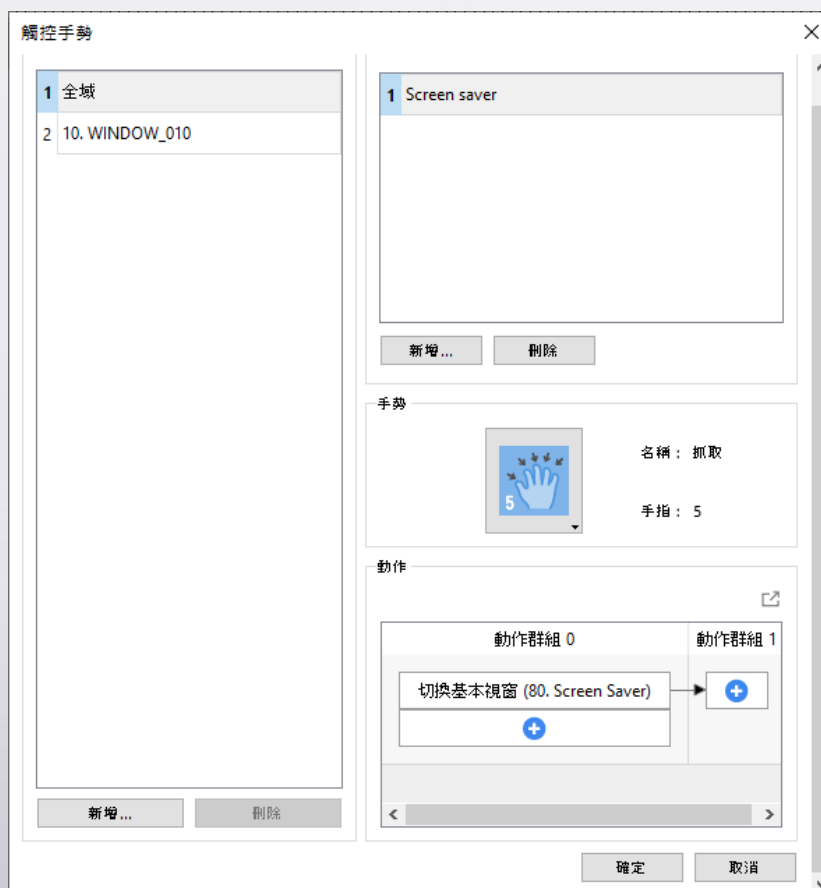 觸控手勢
1 全域
2 10. WINDOW_010
新增...
刪除
1 Screen saver
新增...
刪除
手勢
5
名稱： 抓取
手指： 5
動作
動作群組 0
動作群組 1
切換基本視窗 (80. Screen Saver)
確定
取消